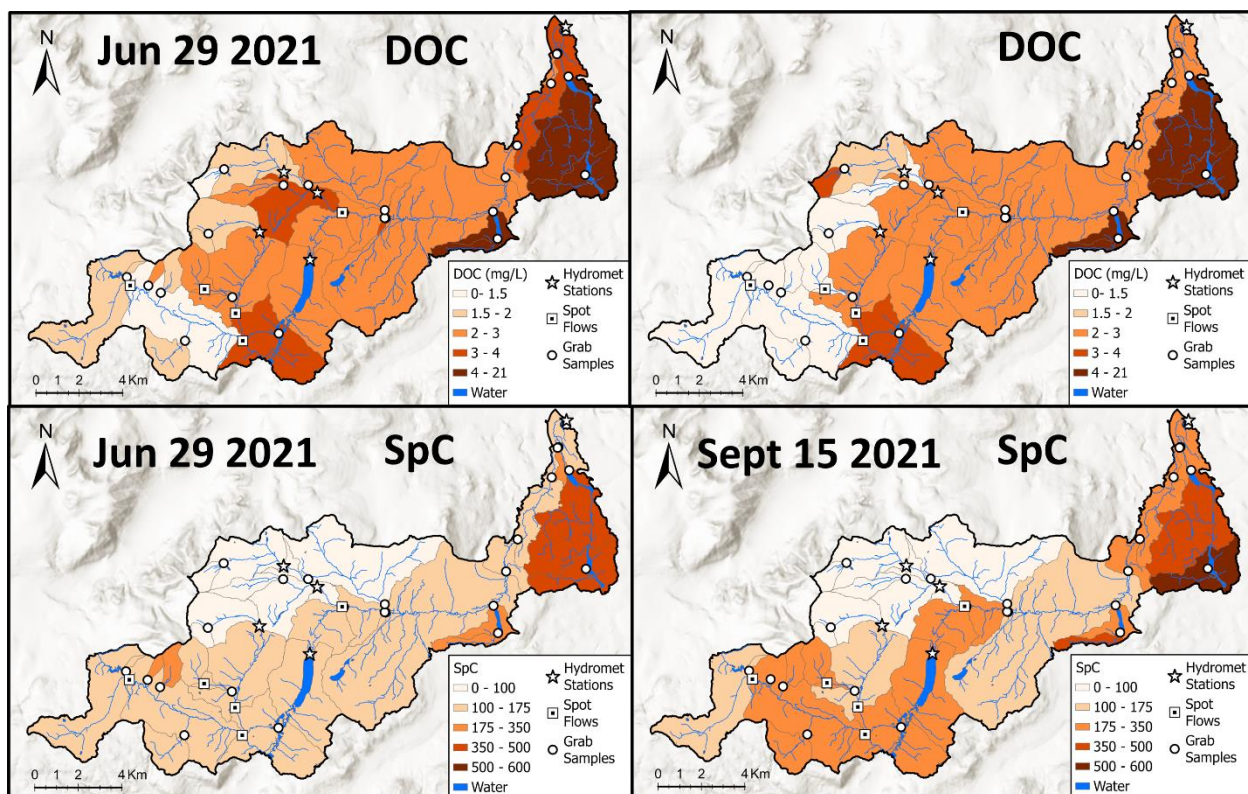 Jun 29 2021 DOC
N
DOC (mg/L)
0- 1.5
1.5 - 2
2 - 3
3 - 4
4 - 21
Water
Hydromet
Stations
Spot
Flows
Grab
Samples
0 1 2 4 Km
DOC
N
DOC (mg/L)
0- 1.5
1.5 - 2
2 - 3
3 - 4
4 - 21
Water
Hydromet
Stations
Spot
Flows
Grab
Samples
0 1 2 4 Km
Jun 29 2021 SpC
N
SpC
0 - 100
100 - 175
175 - 350
350 - 500
500 - 600
Water
Hydromet
Stations
Spot
Flows
Grab
Samples
0 1 2 4 Km
Sept 15 2021 SpC
N
SpC
0 - 100
100 - 175
175 - 350
350 - 500
500 - 600
Water
Hydromet
Stations
Spot
Flows
Grab
Samples
0 1 2 4 Km